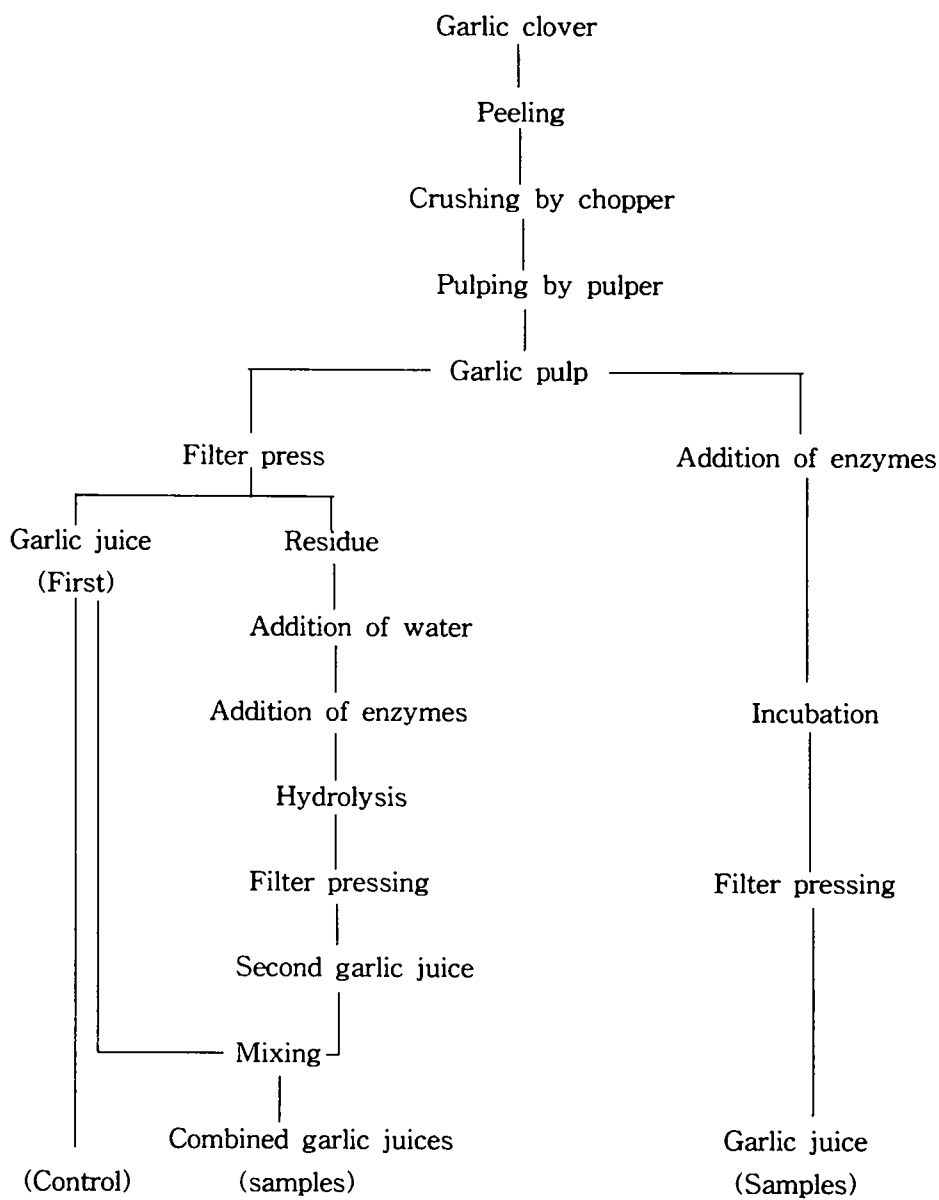 Garlic clover
Peeling
Crushing by chopper
Pulping by pulper
Garlic pulp
Filter press
Addition of enzymes
Garlic juice
(First)
Residue
Addition of water
Addition of enzymes
Hydrolysis
Filter pressing
Second garlic juice
Mixing
Combined garlic juices
(samples)
(Control)
Incubation
Filter pressing
Garlic juice
(Samples)